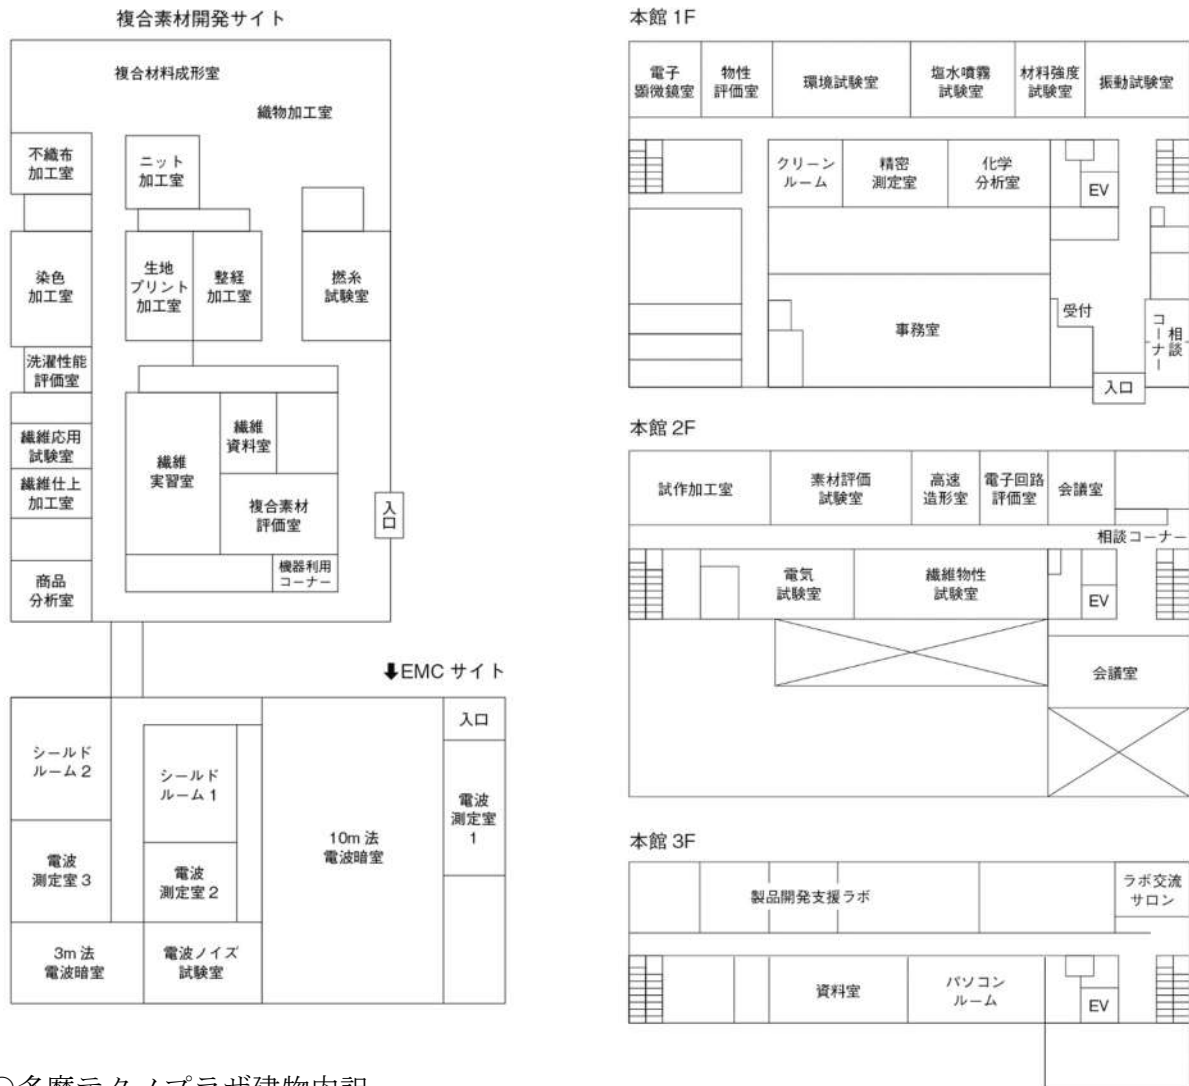 複合素材開発サイト
複合材料成形室
織物加工室
不織布
加工室
ニット
加工室
染色
加工室
生地
プリント
加工室
整経
加工室
撚糸
試験室
洗濯性能
評価室
繊維応用
試験室
繊維仕上
加工室
商品
分析室
繊維
実習室
繊維
資料室
複合素材
評価室
機器利用
コーナー
入口
⬇EMC サイト
シールド
ルーム 2
シールド
ルーム 1
電波
測定室 3
電波
測定室 2
3m 法
電波暗室
電波ノイズ
試験室
10m 法
電波暗室
入口
電波
測定室
1
本館 1F
電子
顕微鏡室
物性
評価室
環境試験室
塩水噴霧
試験室
材料強度
試験室
振動試験室
クリーン
ルーム
精密
測定室
化学
分析室
EV
事務室
受付
相談
コーナー
入口
本館 2F
試作加工室
素材評価
試験室
高速
造形室
電子回路
評価室
会議室
相談コーナー
電気
試験室
繊維物性
試験室
EV
会議室
本館 3F
製品開発支援ラボ
ラボ交流
サロン
資料室
パソコン
ルーム
EV
○多摩テクノプラザ建物内訳